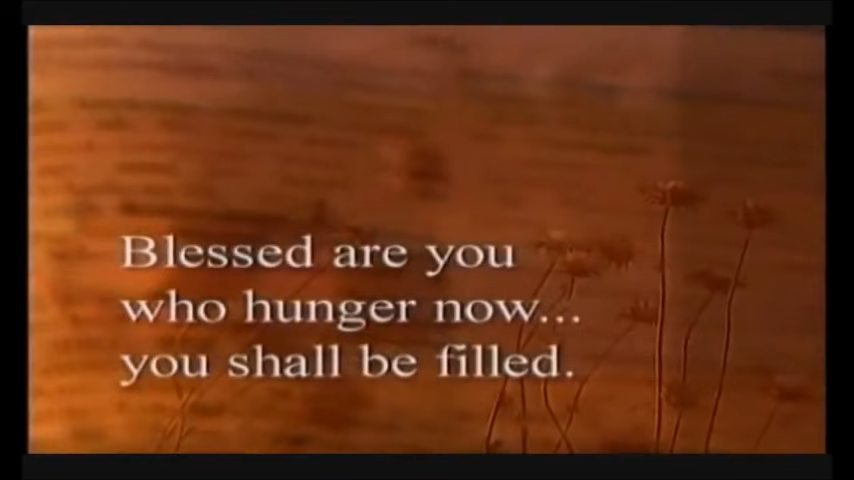 Blessed are you
who hunger now...
you shall be filled.